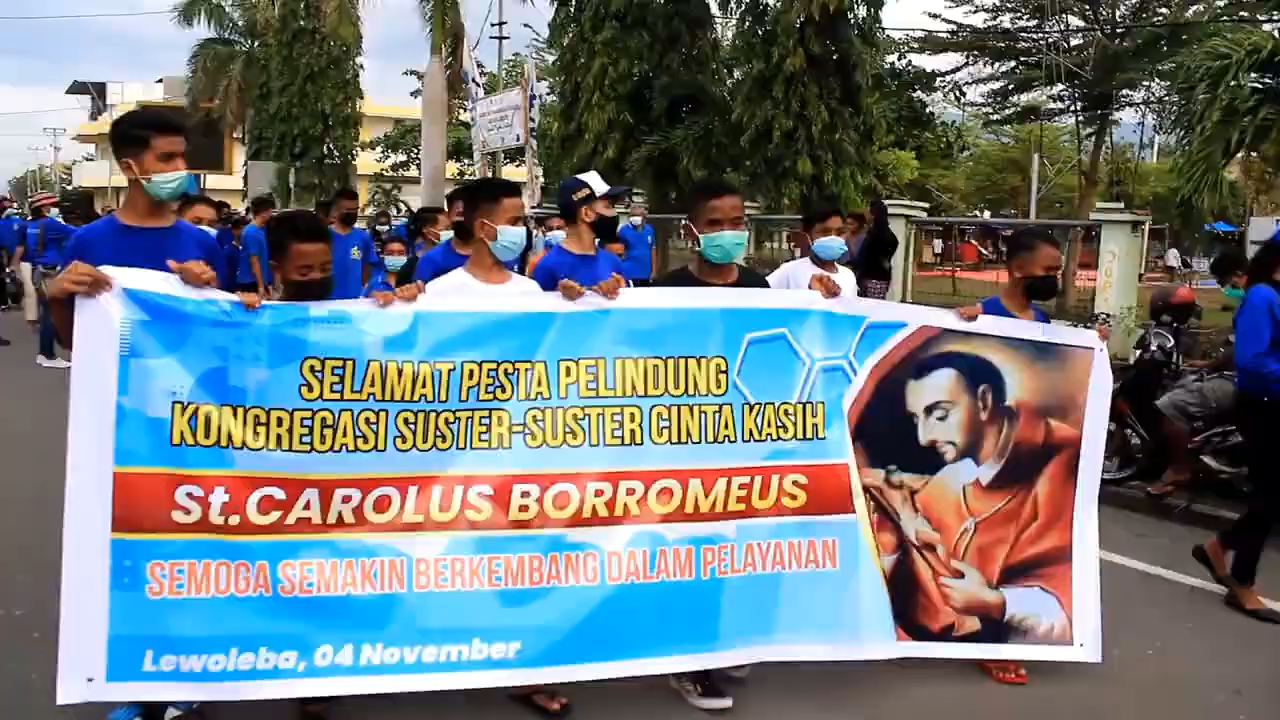 SELAMAT PESTA PELINDUNG
KONGREGASI SUSTER-SUSTER CINTA KASIH
St.CAROLUS BORROMEUS
SEMOGA SEMAKIN BERKEMBANG DALAM PELAYANAN
Lewoleba, 04 November